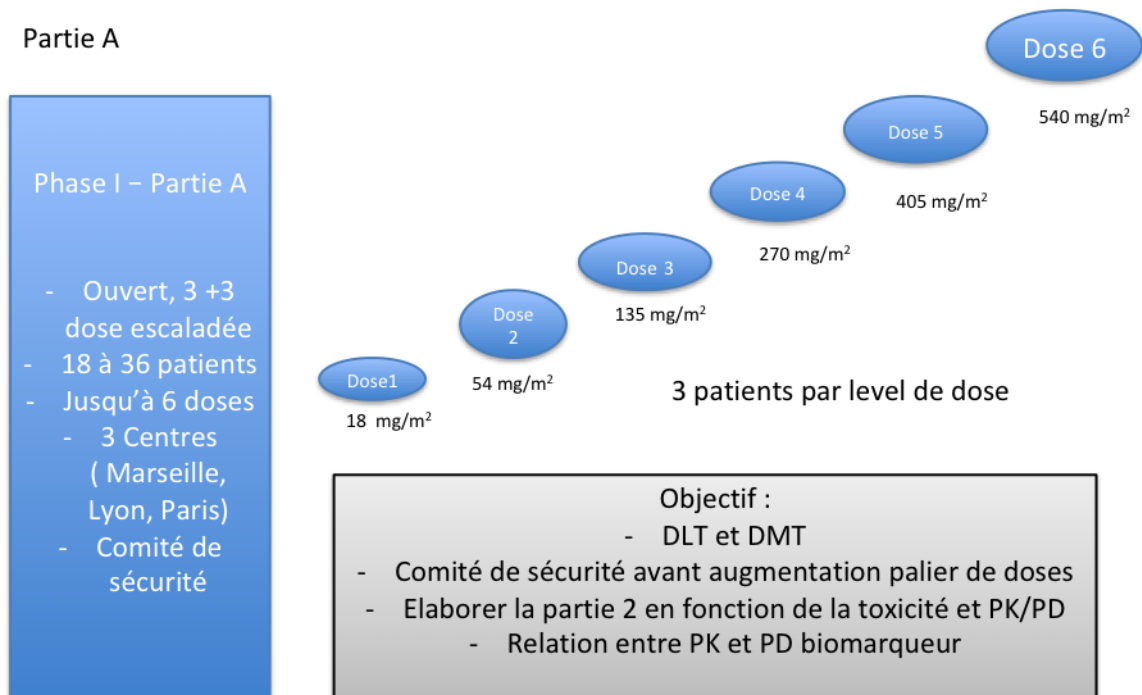 Partie A
Phase I – Partie A
- Ouvert, 3 +3
dose escaladée
- 18 à 36 patients
- Jusqu'à 6 doses
- 3 Centres
( Marseille,
Lyon, Paris)
- Comité de
sécurité
Dose1
18 mg/m²
Dose
2
54 mg/m²
Dose 3
135 mg/m²
Dose 4
270 mg/m²
Dose 5
405 mg/m²
Dose 6
540 mg/m²
3 patients par level de dose
Objectif :
- DLT et DMT
- Comité de sécurité avant augmentation palier de doses
- Elaborer la partie 2 en fonction de la toxicité et PK/PD
- Relation entre PK et PD biomarqueur